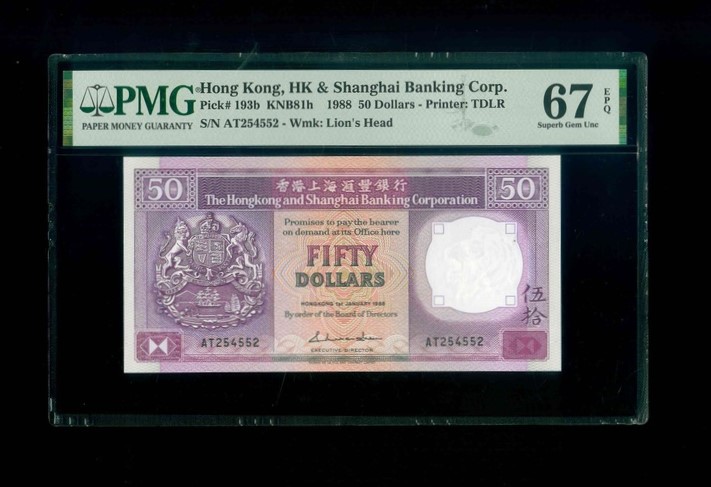 PMG
PAPER MONEY GUARANTY
Hong Kong, HK & Shanghai Banking Corp.
Pick# 193b KNB81h 1988 50 Dollars - Printer: TDLR
S/N AT254552 - Wmk: Lion's Head
67 EPQ
Superb Gem Unc
50
香港上海滙豐銀行
50
The Hongkong and Shanghai Banking Corporation
Promises to pay the bearer
on demand at its Office here
FIFTY
DOLLARS
HONGKONG 1ST JANUARY 1988
By order of the Board of Directors
伍拾
AT254552
AT254552
EXECUTIVE DIRECTOR